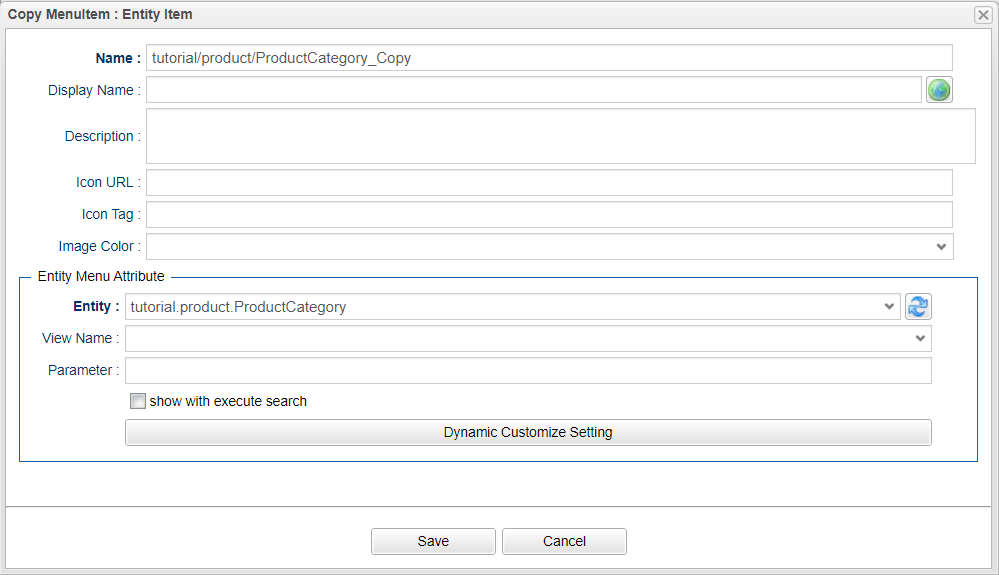 Copy MenuItem : Entity Item
Name : tutorial/product/ProductCategory_Copy
Display Name :
Description :
Icon URL :
Icon Tag :
Image Color :
Entity Menu Attribute
Entity : tutorial.product.ProductCategory
View Name :
Parameter :
show with execute search
Dynamic Customize Setting
Save Cancel